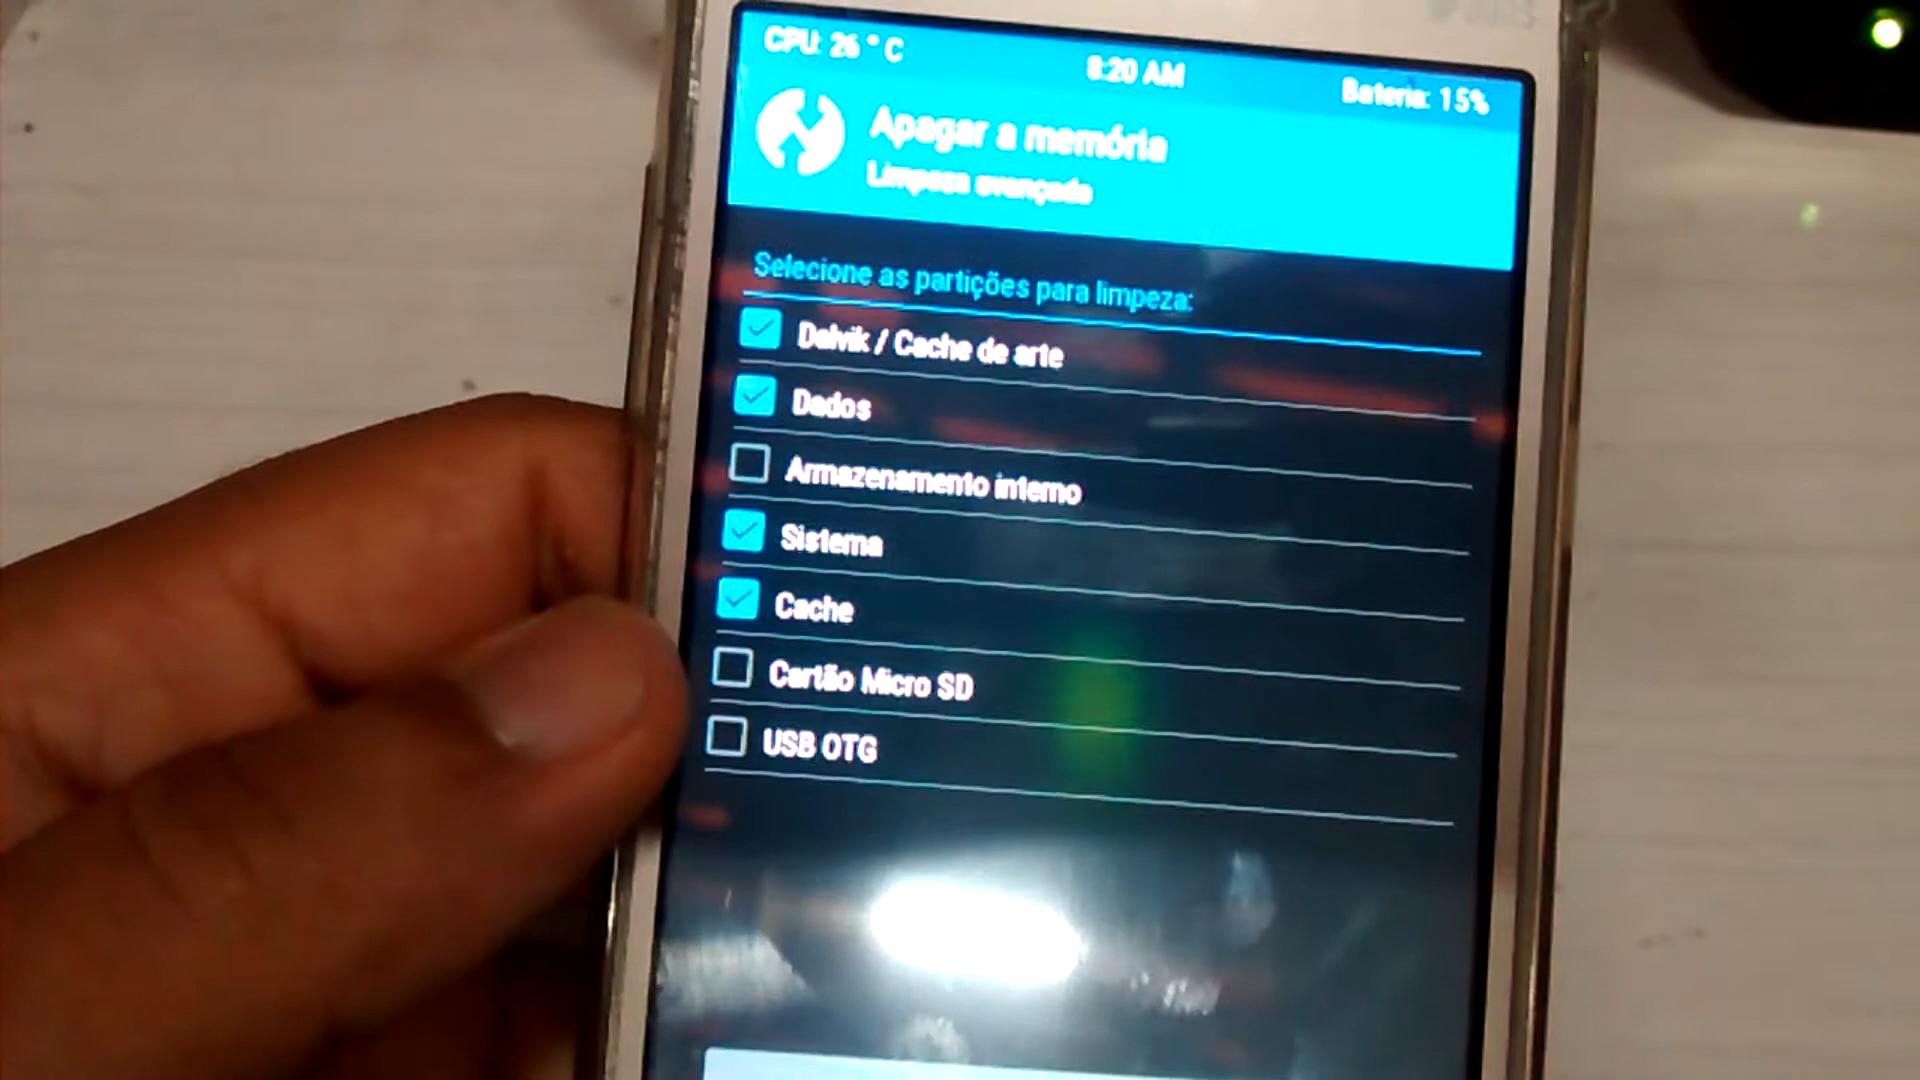 CPU: 26 ° C
8:20 AM
Bateria: 15%
Apagar a memória
Limpeza avançada
Selecione as partições para limpeza:
Dalvik / Cache de arte
Dados
Armazenamento interno
Sistema
Cache
Cartão Micro SD
USB OTG